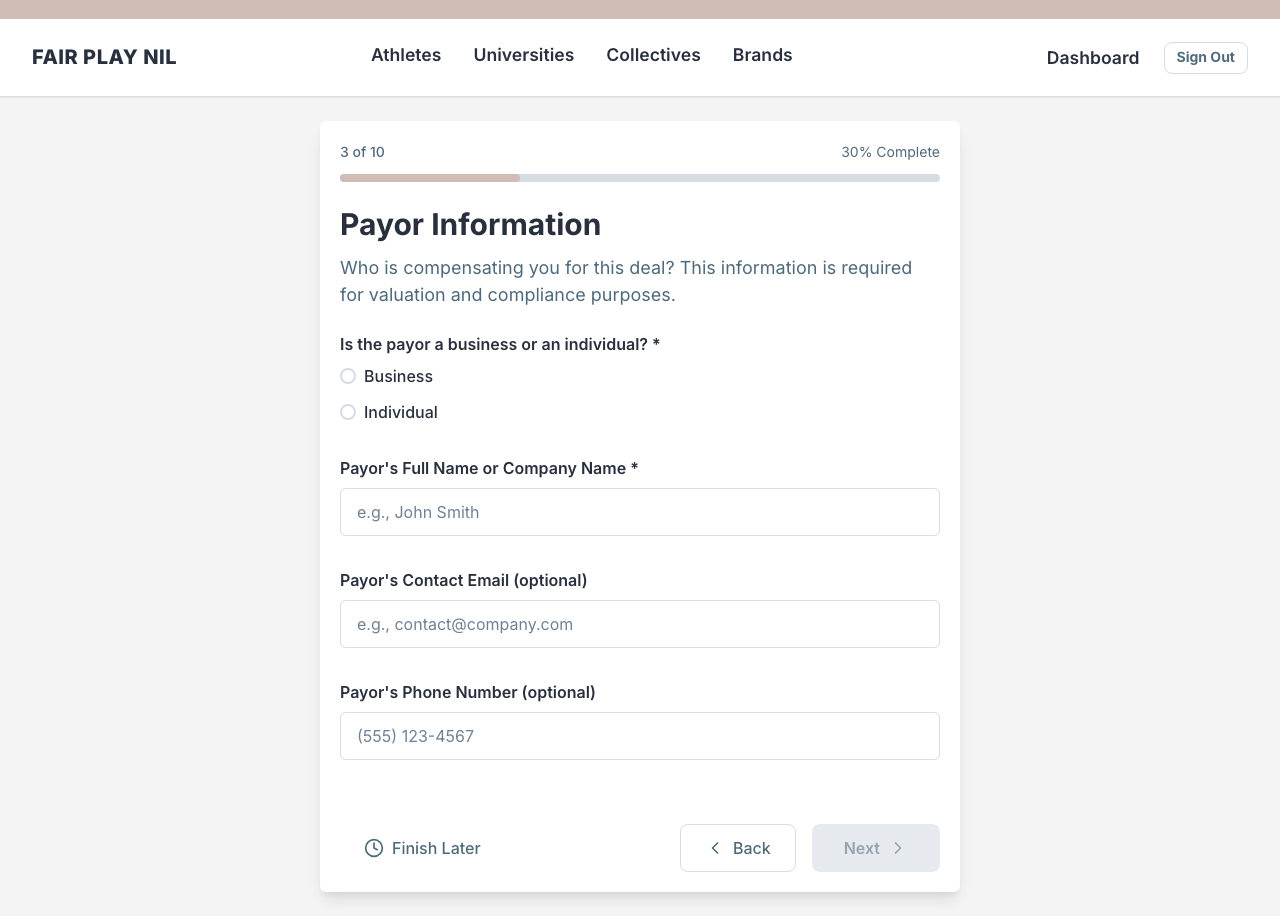 FAIR PLAY NIL
Athletes
Universities
Collectives
Brands
Dashboard
Sign Out
3 of 10
30% Complete
Payor Information
Who is compensating you for this deal? This information is required
for valuation and compliance purposes.
Is the payor a business or an individual? *
Business
Individual
Payor's Full Name or Company Name *
e.g., John Smith
Payor's Contact Email (optional)
e.g., contact@company.com
Payor's Phone Number (optional)
(555) 123-4567
Finish Later
Back
Next